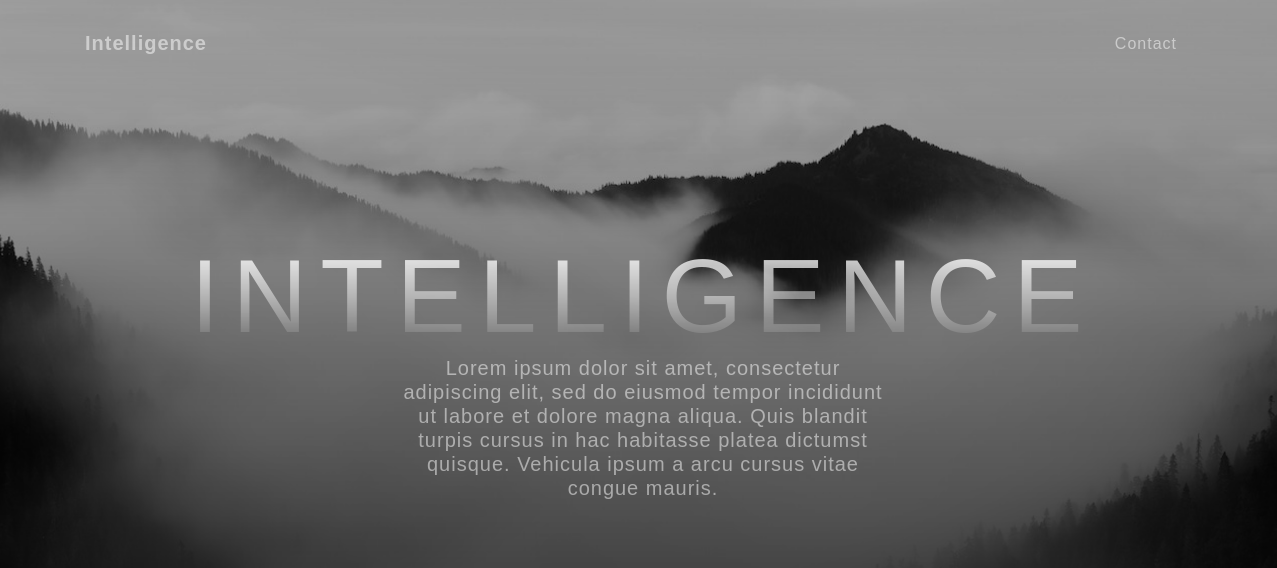 Intelligence
Contact
INTELLIGENCE
Lorem ipsum dolor sit amet, consectetur
adipiscing elit, sed do eiusmod tempor incididunt
ut labore et dolore magna aliqua. Quis blandit
turpis cursus in hac habitasse platea dictumst
quisque. Vehicula ipsum a arcu cursus vitae
congue mauris.